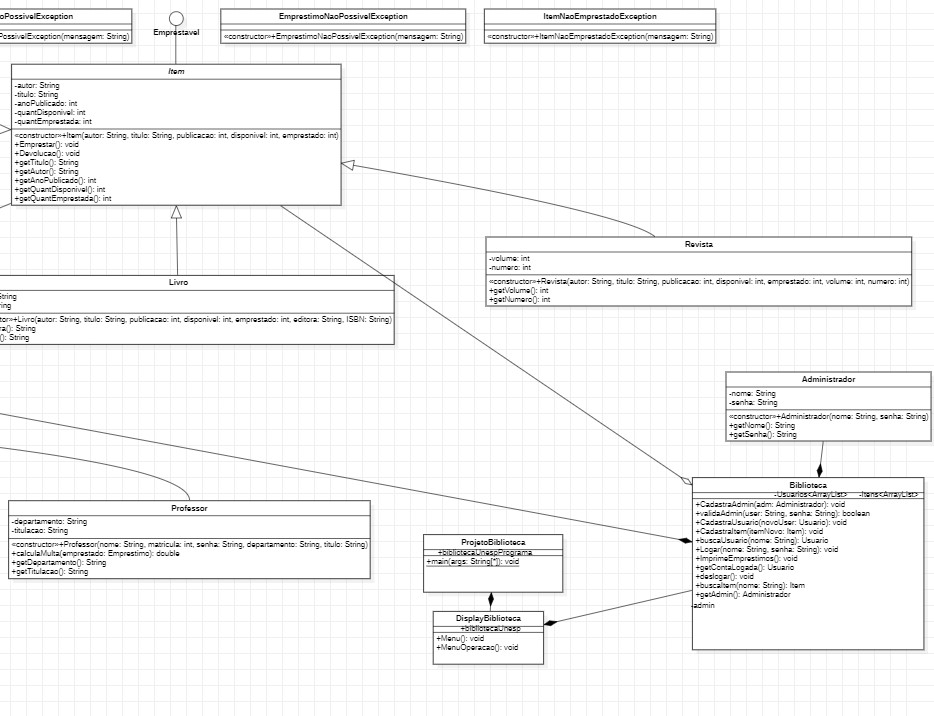 oPossivelException
PossivelException(mensagem: String)
Emprestavel
EmprestimoNaoPossivelException
«constructor»+EmprestimoNaoPossivelException(mensagem: String)
ItemNaoEmprestadoException
«constructor»+ItemNaoEmprestadoException(mensagem: String)
Item
-autor: String
-titulo: String
-anoPublicado: int
-quantDisponivel: int
-quantEmprestada: int
«constructor»+Item(autor: String, titulo: String, publicacao: int, disponivel: int, emprestado: int)
+Emprestar(): void
+Devolucao(): void
+getTitulo(): String
+getAutor(): String
+getAnoPublicado(): int
+getQuantDisponivel(): int
+getQuantEmprestada(): int
Revista
-volume: int
-numero: int
«constructor»+Revista(autor: String, titulo: String, publicacao: int, disponivel: int, emprestado: int, volume: int, numero: int)
+getVolume(): int
+getNumero(): int
Livro
String
ring
tor»+Livro(autor: String, titulo: String, publicacao: int, disponivel: int, emprestado: int, editora: String, ISBN: String)
ra(): String
(): String
Administrador
-nome: String
-senha: String
«constructor»+Administrador(nome: String, senha: String)
+getNome(): String
+getSenha(): String
Biblioteca
-Usuarios<ArrayList> -Itens<ArrayList>
+CadastraAdmin(adm: Administrador): void
+validaAdmin(user: String, senha: String): boolean
+CadastraUsuario(novoUser: Usuario): void
+CadastraItem(itemNovo: Item): void
+buscaUsuario(nome: String): Usuario
+Logar(nome: String, senha: String): void
+ImprimeEmprestimos(): void
+getContaLogada(): Usuario
+deslogar(): void
+buscaItem(nome: String): Item
+getAdmin(): Administrador
-admin
Professor
-departamento: String
-titulacao: String
«constructor»+Professor(nome: String, matricula: int, senha: String, departamento: String, titulo: String)
+calculaMulta(emprestado: Emprestimo): double
+getDepartamento(): String
+getTitulacao(): String
ProjetoBiblioteca
+bibliotecaUnespPrograma
+main(args: String[*]): void
DisplayBiblioteca
+bibliotecaUnesp
+Menu(): void
+MenuOperacao(): void